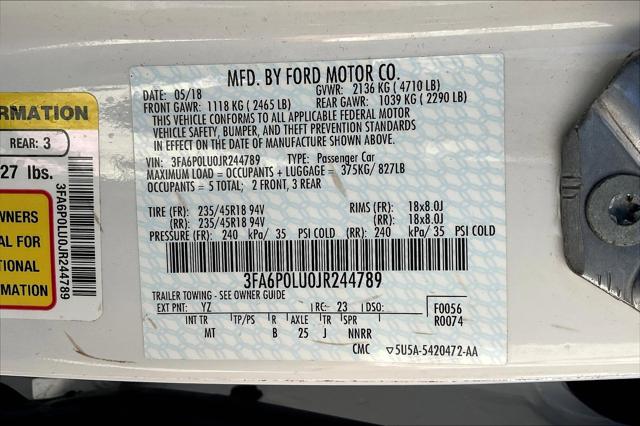 MFD. BY FORD MOTOR CO.
DATE: 05/18 GVWR: 2136 KG ( 4710 LB)
FRONT GAWR: 1118 KG ( 2465 LB) REAR GAWR: 1039 KG ( 2290 LB)
THIS VEHICLE CONFORMS TO ALL APPLICABLE FEDERAL MOTOR
VEHICLE SAFETY, BUMPER, AND THEFT PREVENTION STANDARDS
IN EFFECT ON THE DATE OF MANUFACTURE SHOWN ABOVE.
VIN: 3FA6P0LU0JR244789 TYPE: Passenger Car
MAXIMUM LOAD = OCCUPANTS + LUGGAGE = 375KG/ 827LB
OCCUPANTS = 5 TOTAL; 2 FRONT, 3 REAR
TIRE (FR): 235/45R18 94V RIMS (FR): 18x8.0J
(RR): 235/45R18 94V (RR): 18x8.0J
PRESSURE (FR): 240 kPa/ 35 PSI COLD (RR): 240 kPa/ 35 PSI COLD
3FA6P0LU0JR244789
TRAILER TOWING - SEE OWNER GUIDE
EXT PNT: YZ RC: 23 DSO: F0056
R0074
INT TR TP/PS R AXLE TR SPR
MT B 25 J NNRR
CMC ▽5U5A-5420472-AA
ORMATION
REAR: 3
27 lbs.
WNERS
AL FOR
TIONAL
MATION
3FA6P0LU0JR244789